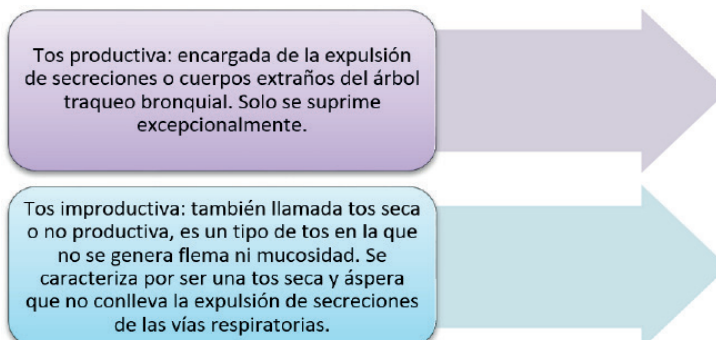 Tos productiva: encargada de la expulsión
de secreciones o cuerpos extraños del árbol
traqueo bronquial. Solo se suprime
excepcionalmente.
Tos improductiva: también llamada tos seca
o no productiva, es un tipo de tos en la que
no se genera flema ni mucosidad. Se
caracteriza por ser una tos seca y áspera
que no conlleva la expulsión de secreciones
de las vías respiratorias.